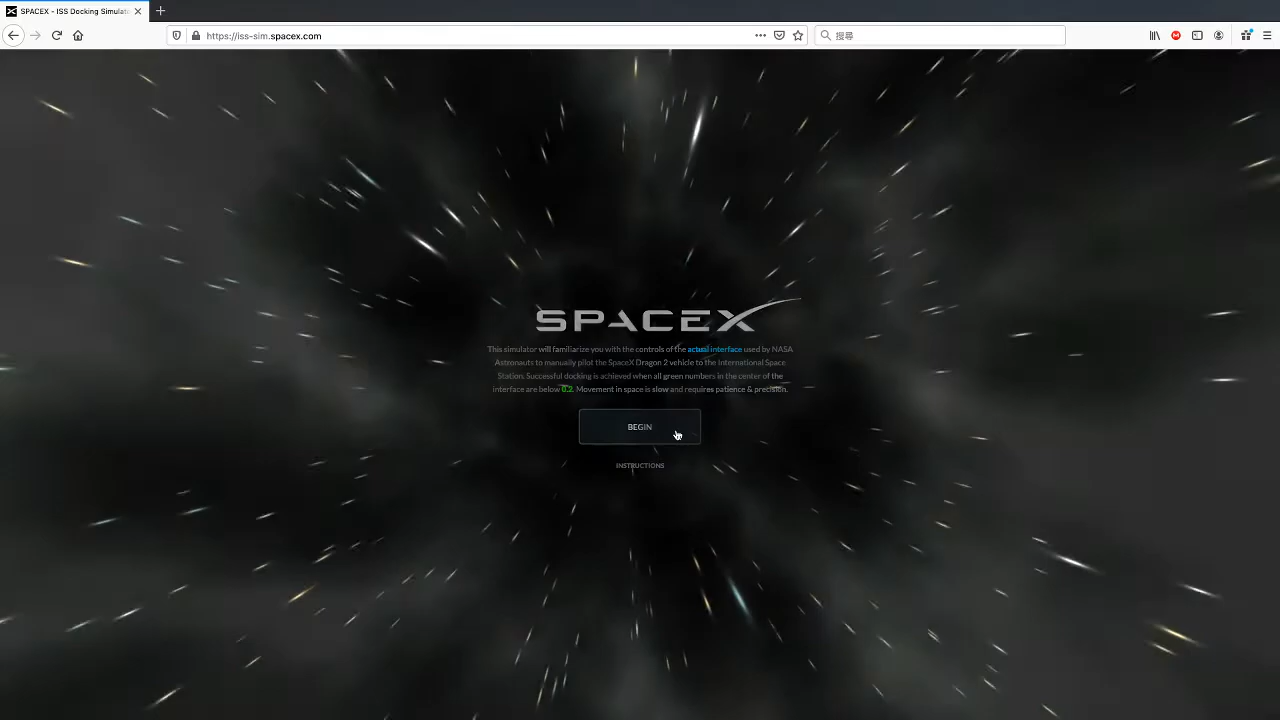 SPACEX - ISS Docking Simulat
https://iss-sim.spacex.com
搜尋
SPACEX
This simulator will familiarize you with the controls of the actual interface used by NASA
Astronauts to manually pilot the SpaceX Dragon 2 vehicle to the International Space
Station. Successful docking is achieved when all green numbers in the center of the
interface are below 0.2. Movement in space is slow and requires patience & precision.
BEGIN
INSTRUCTIONS